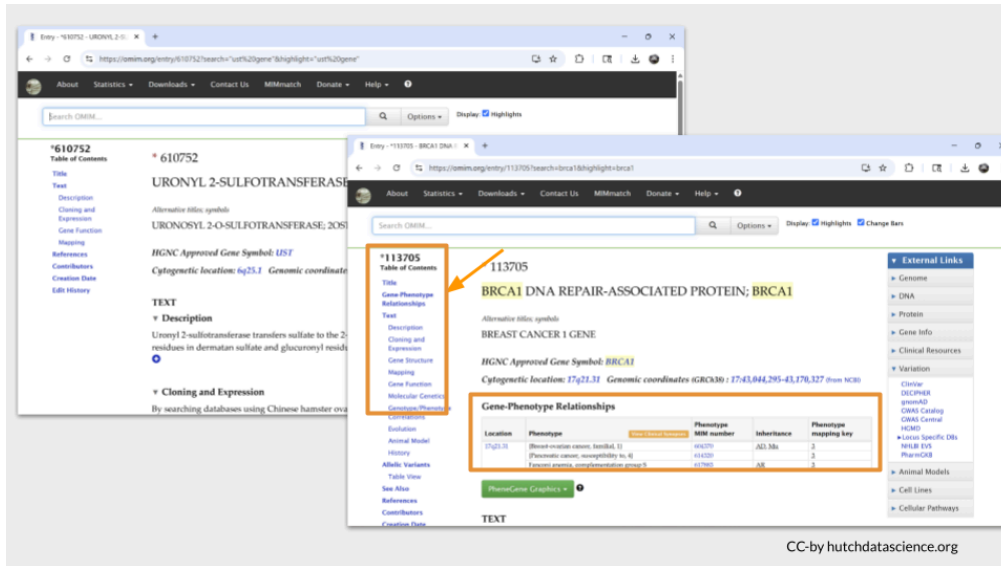 Entry - *610752 - URONYL 2-S
https://omim.org/entry/610752?search="ust%20gene"&highlight="ust%20gene"
About Statistics Downloads Contact Us MIMmatch Donate Help
Search OMIM...
Options
Display: Highlights
*610752
Table of Contents
Title
Text
Description
Cloning and
Expression
Gene Function
Mapping
References
Contributors
Creation Date
Edit History
* 610752
URONYL 2-SULFOTRANSFERASE
Alternative titles; symbols
URONOSYL 2-O-SULFOTRANSFERASE; 2OST
HGNC Approved Gene Symbol: UST
Cytogenetic location: 6q25.1 Genomic coordinate
TEXT
▼ Description
Uronyl 2-sulfotransferase transfers sulfate to the 2-
residues in dermatan sulfate and glucuronyl resid
▼ Cloning and Expression
By searching databases using Chinese hamster ova
Entry - *113705 - BRCA1 DNA
https://omim.org/entry/113705?search=brca1&highlight=brca1
About Statistics Downloads Contact Us MIMmatch Donate Help
Search OMIM...
Options
Display: Highlights Change Bars
*113705
Table of Contents
Title
Gene-Phenotype
Relationships
Text
Description
Cloning and
Expression
Gene Structure
Mapping
Gene Function
Molecular Genetics
Genotype/Phenotype
Correlations
Evolution
Animal Model
History
Allelic Variants
Table View
See Also
References
Contributors
Creation Date
* 113705
BRCA1 DNA REPAIR-ASSOCIATED PROTEIN; BRCA1
Alternative titles; symbols
BREAST CANCER 1 GENE
HGNC Approved Gene Symbol: BRCA1
Cytogenetic location: 17q21.31 Genomic coordinates (GRCh38) : 17:43,044,295-43,170,327 (from NCBI)
Gene-Phenotype Relationships
Location Phenotype View Clinical Synopses Phenotype MIM number Inheritance Phenotype mapping key
17q21.31 {Breast-ovarian cancer, familial, 1} 604370 AD, Mu 3
{Pancreatic cancer, susceptibility to, 4} 614320 3
Fanconi anemia, complementation group S 617883 AR 3
PheneGene Graphics
TEXT
▼ External Links
► Genome
► DNA
► Protein
► Gene Info
► Clinical Resources
▼ Variation
ClinVar
DECIPHER
gnomAD
GWAS Catalog
GWAS Central
HGMD
►Locus Specific DBs
NHLBI EVS
PharmGKB
► Animal Models
► Cell Lines
► Cellular Pathways
CC-by hutchdatascience.org